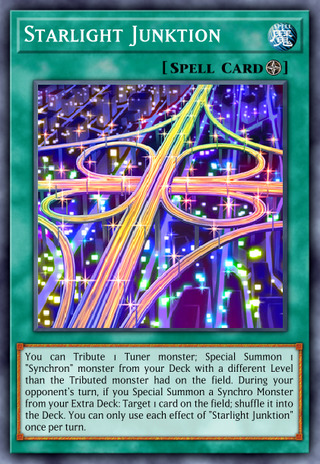 Starlight Junktion
[Spell Card]
You can Tribute 1 Tuner monster; Special Summon 1
"Synchron" monster from your Deck with a different Level
than the Tributed monster had on the field. During your
opponent's turn, if you Special Summon a Synchro Monster
from your Extra Deck: Target 1 card on the field; shuffle it into
the Deck. You can only use each effect of "Starlight Junktion"
once per turn.